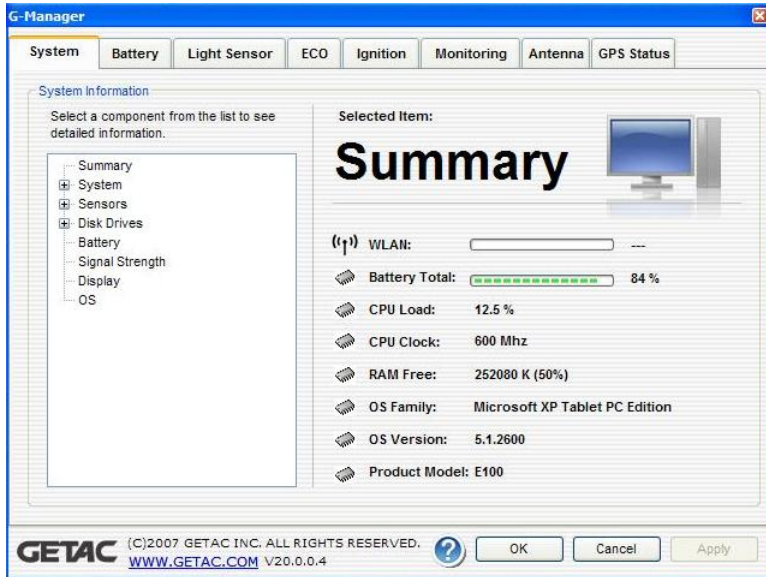 G-Manager
System Battery Light Sensor ECO Ignition Monitoring Antenna GPS Status
System Information
Select a component from the list to see
detailed information.
Summary
System
Sensors
Disk Drives
Battery
Signal Strength
Display
OS
Selected Item:
Summary
WLAN: ---
Battery Total: 84 %
CPU Load: 12.5 %
CPU Clock: 600 Mhz
RAM Free: 252080 K (50%)
OS Family: Microsoft XP Tablet PC Edition
OS Version: 5.1.2600
Product Model: E100
GETAC (C)2007 GETAC INC. ALL RIGHTS RESERVED.
WWW.GETAC.COM V20.0.0.4
? OK Cancel Apply